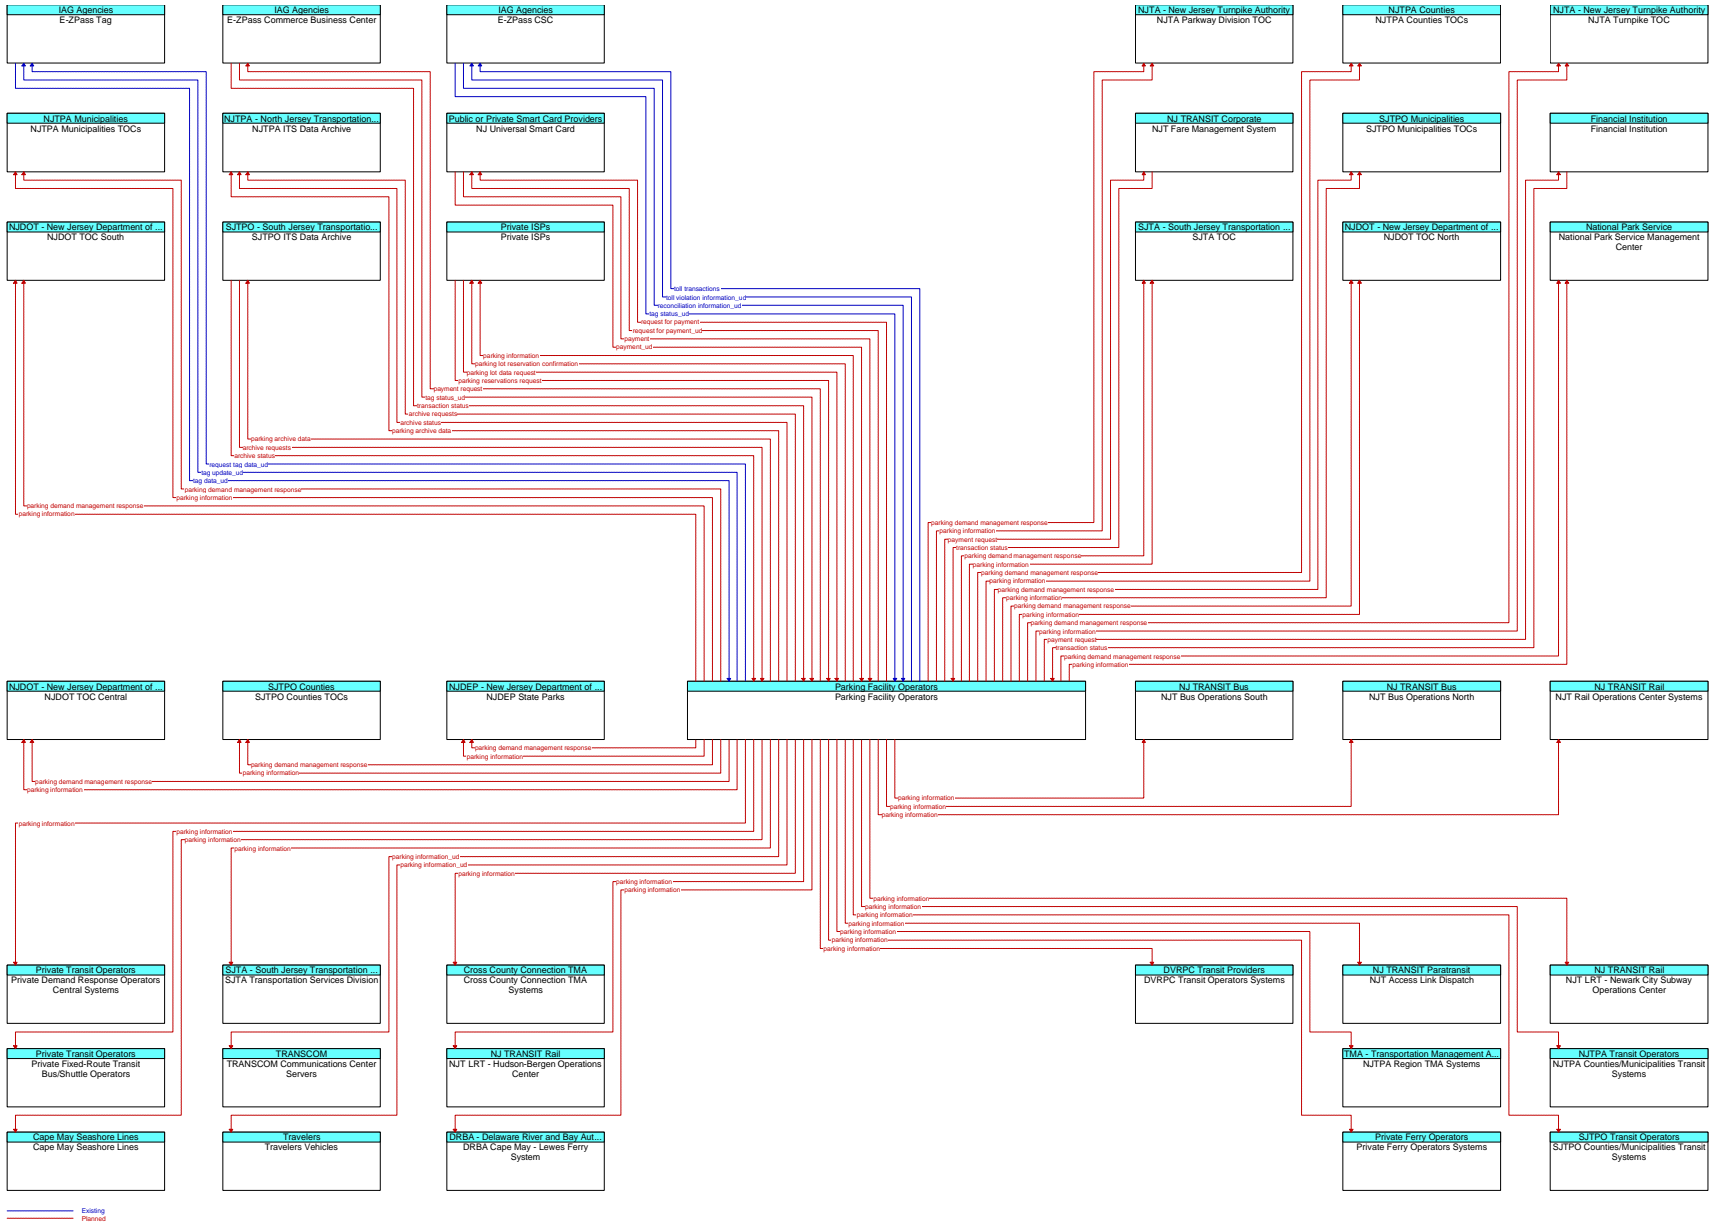 IAG Agencies
E-ZPass Tag
IAG Agencies
E-ZPass Commerce Business Center
IAG Agencies
E-ZPass CSC
NJTA - New Jersey Turnpike Authority
NJTA Parkway Division TOC
NJTPA Counties
NJTPA Counties TOCs
NJTA - New Jersey Turnpike Authority
NJTA Turnpike TOC
NJTPA Municipalities
NJTPA Municipalities TOCs
NJTPA - North Jersey Transportation...
NJTPA ITS Data Archive
Public or Private Smart Card Providers
NJ Universal Smart Card
NJ TRANSIT Corporate
NJT Fare Management System
SJTPO Municipalities
SJTPO Municipalities TOCs
Financial Institution
Financial Institution
NJDOT - New Jersey Department of ...
NJDOT TOC South
SJTPO - South Jersey Transportatio...
SJTPO ITS Data Archive
Private ISPs
Private ISPs
SJTA - South Jersey Transportation ...
SJTA TOC
NJDOT - New Jersey Department of ...
NJDOT TOC North
National Park Service
National Park Service Management
Center
toll transactions
toll violation information_ud
reconciliation information_ud
tag status_ud
request for payment
request for payment_ud
payment
payment_ud
parking information
parking lot reservation confirmation
parking lot data request
parking reservations request
payment request
tag status_ud
transaction status
archive requests
archive status
parking archive data
parking archive data
archive requests
archive status
request tag data_ud
tag update_ud
tag data_ud
parking demand management response
parking information
parking demand management response
parking information
parking demand management response
parking information
payment request
transaction status
parking demand management response
parking information
parking demand management response
parking information
parking demand management response
parking information
parking demand management response
parking information
parking demand management response
parking information
payment request
transaction status
parking demand management response
parking information
NJDOT - New Jersey Department of ...
NJDOT TOC Central
SJTPO Counties
SJTPO Counties TOCs
NJDEP - New Jersey Department of ...
NJDEP State Parks
Parking Facility Operators
Parking Facility Operators
NJ TRANSIT Bus
NJT Bus Operations South
NJ TRANSIT Bus
NJT Bus Operations North
NJ TRANSIT Rail
NJT Rail Operations Center Systems
parking demand management response
parking information
parking demand management response
parking information
parking demand management response
parking information
parking information
parking information
parking information
parking information
parking information
parking information
parking information
parking information_ud
parking information_ud
parking information
parking information
parking information
parking information
parking information
parking information
parking information
parking information
parking information
parking information
Private Transit Operators
Private Demand Response Operators
Central Systems
SJTA - South Jersey Transportation ...
SJTA Transportation Services Division
Cross County Connection TMA
Cross County Connection TMA
Systems
DVRPC Transit Providers
DVRPC Transit Operators Systems
NJ TRANSIT Paratransit
NJT Access Link Dispatch
NJ TRANSIT Rail
NJT LRT - Newark City Subway
Operations Center
Private Transit Operators
Private Fixed-Route Transit
Bus/Shuttle Operators
TRANSCOM
TRANSCOM Communications Center
Servers
NJ TRANSIT Rail
NJT LRT - Hudson-Bergen Operations
Center
TMA - Transportation Management A...
NJTPA Region TMA Systems
NJTPA Transit Operators
NJTPA Counties/Municipalities Transit
Systems
Cape May Seashore Lines
Cape May Seashore Lines
Travelers
Travelers Vehicles
DRBA - Delaware River and Bay Aut...
DRBA Cape May - Lewes Ferry
System
Private Ferry Operators
Private Ferry Operators Systems
SJTPO Transit Operators
SJTPO Counties/Municipalities Transit
Systems
Existing
Planned